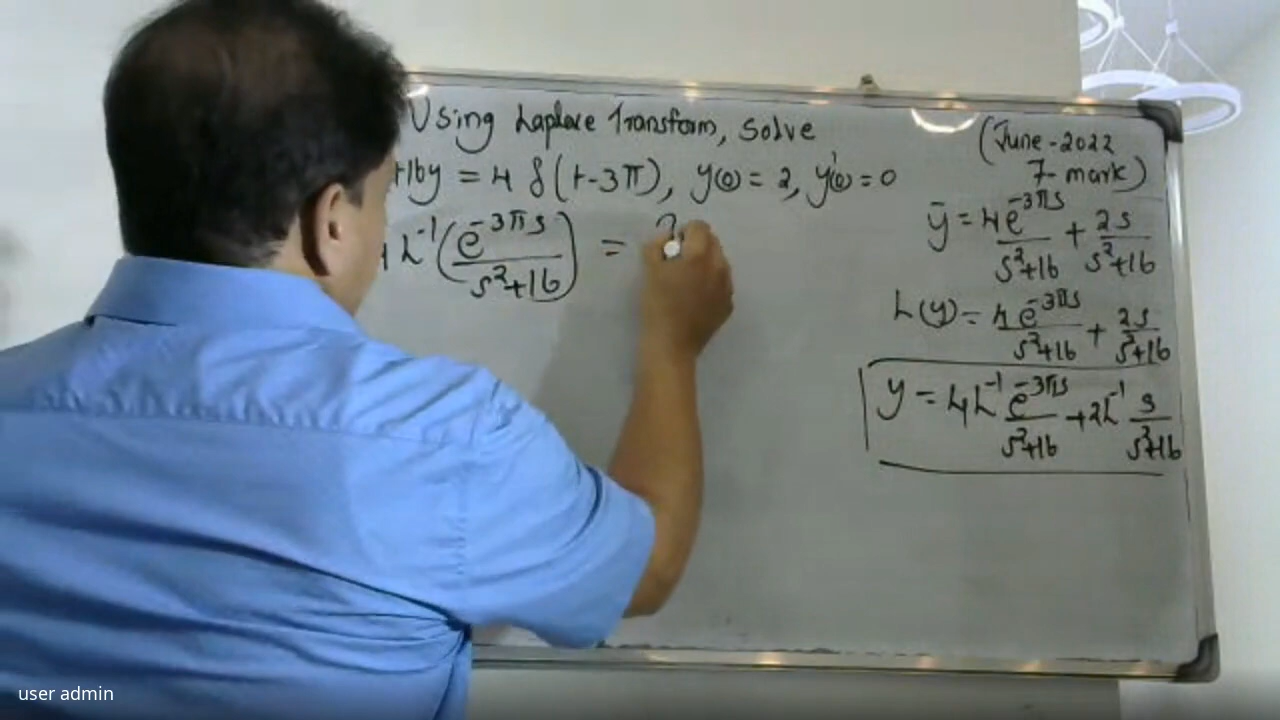 Using Laplace Transform, Solve
+16y = 4 δ(t-3π), y(0) = 2, y'(0) = 0
4 L⁻¹(e^-3πs / s²+16) =
(June-2022
7-mark)
ȳ = 4e^-3πs / s²+16 + 2s / s²+16
L(y) = 4e^-3πs / s²+16 + 2s / s²+16
y = 4L⁻¹ e^-3πs / s²+16 + 2L⁻¹ s / s²+16
user admin